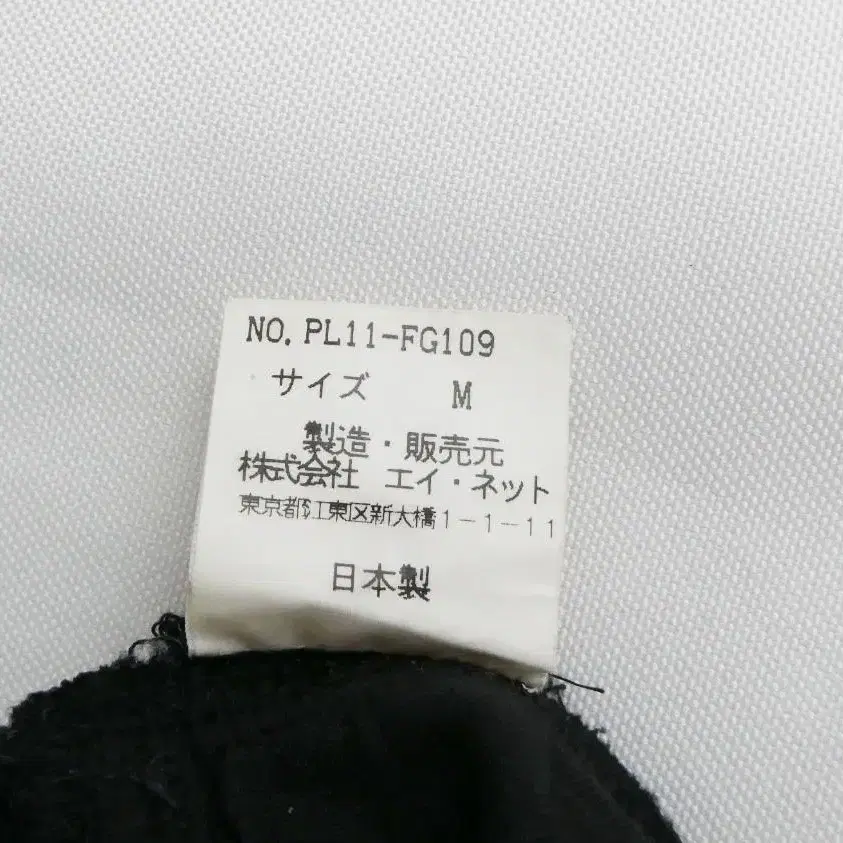 NO. PL11-FG109
サイズ M
製造・販売元
株式会社 エイ・ネット
東京都江東区新大橋1-1-11
日本製